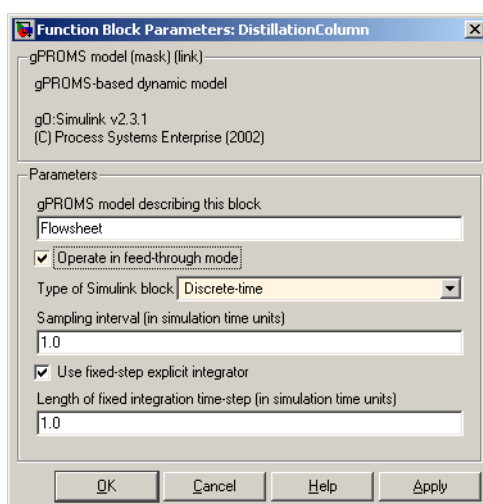 Function Block Parameters: DistillationColumn
gPROMS model (mask) (link)
gPROMS-based dynamic model
gO:Simulink v2.3.1
(C) Process Systems Enterprise (2002)
Parameters
gPROMS model describing this block
Flowsheet
Operate in feed-through mode
Type of Simulink block Discrete-time
Sampling interval (in simulation time units)
1.0
Use fixed-step explicit integrator
Length of fixed integration time-step (in simulation time units)
1.0
OK Cancel Help Apply